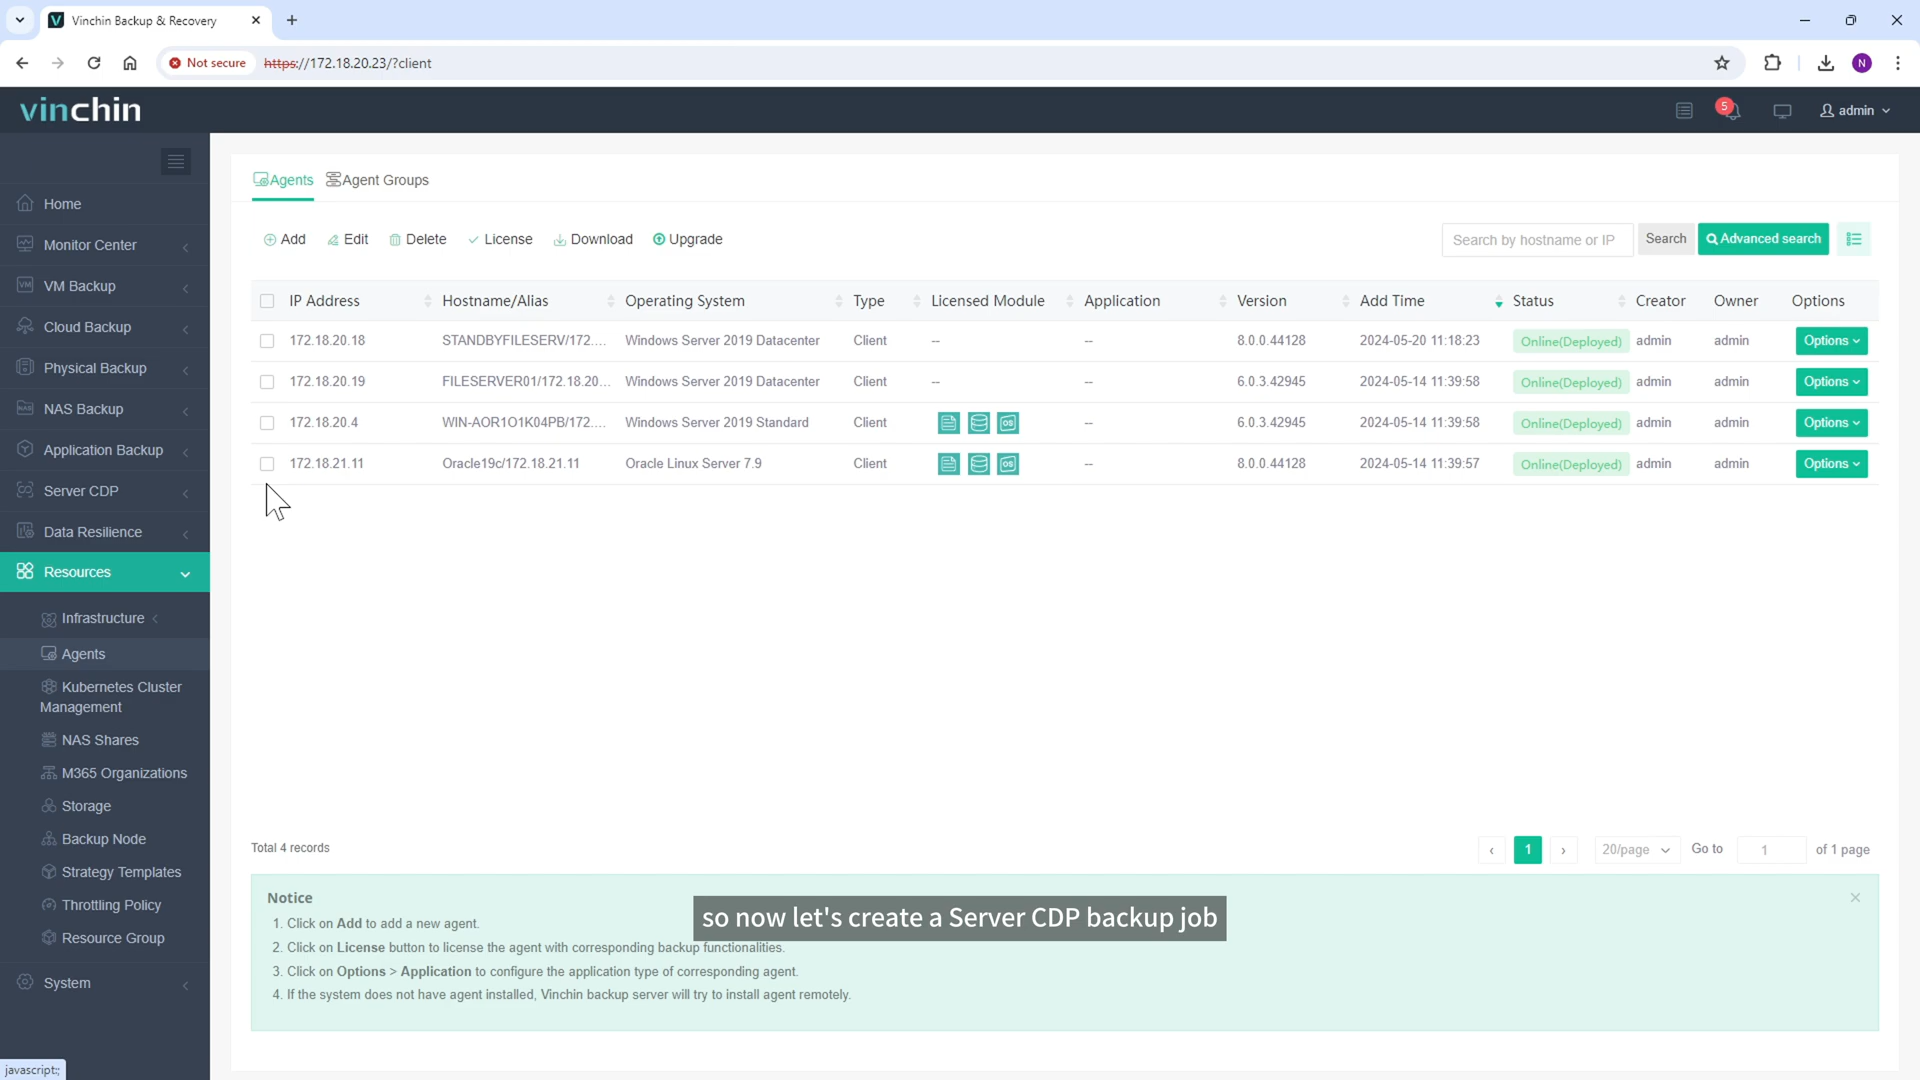 Vinchin Backup & Recovery
Not secure
https://172.18.20.23/?client
N
vinchin
5
admin
Home
Monitor Center
VM Backup
Cloud Backup
Physical Backup
NAS Backup
Application Backup
Server CDP
Data Resilience
Resources
Infrastructure
Agents
Kubernetes Cluster
Management
NAS Shares
M365 Organizations
Storage
Backup Node
Strategy Templates
Throttling Policy
Resource Group
System
javascript:;
Agents Agent Groups
Add Edit Delete License Download Upgrade
Search by hostname or IP Search Advanced search
IP Address Hostname/Alias Operating System Type Licensed Module Application Version Add Time Status Creator Owner Options
172.18.20.18 STANDBYFILESERV/172.... Windows Server 2019 Datacenter Client -- -- 8.0.0.44128 2024-05-20 11:18:23 Online(Deployed) admin admin Options
172.18.20.19 FILESERVER01/172.18.20... Windows Server 2019 Datacenter Client -- -- 6.0.3.42945 2024-05-14 11:39:58 Online(Deployed) admin admin Options
172.18.20.4 WIN-AOR1O1K04PB/172.... Windows Server 2019 Standard Client OS -- 6.0.3.42945 2024-05-14 11:39:58 Online(Deployed) admin admin Options
172.18.21.11 Oracle19c/172.18.21.11 Oracle Linux Server 7.9 Client OS -- 8.0.0.44128 2024-05-14 11:39:57 Online(Deployed) admin admin Options
Total 4 records
1 20/page Go to 1 of 1 page
Notice
1. Click on Add to add a new agent.
2. Click on License button to license the agent with corresponding backup functionalities.
3. Click on Options > Application to configure the application type of corresponding agent.
4. If the system does not have agent installed, Vinchin backup server will try to install agent remotely.
so now let's create a Server CDP backup job